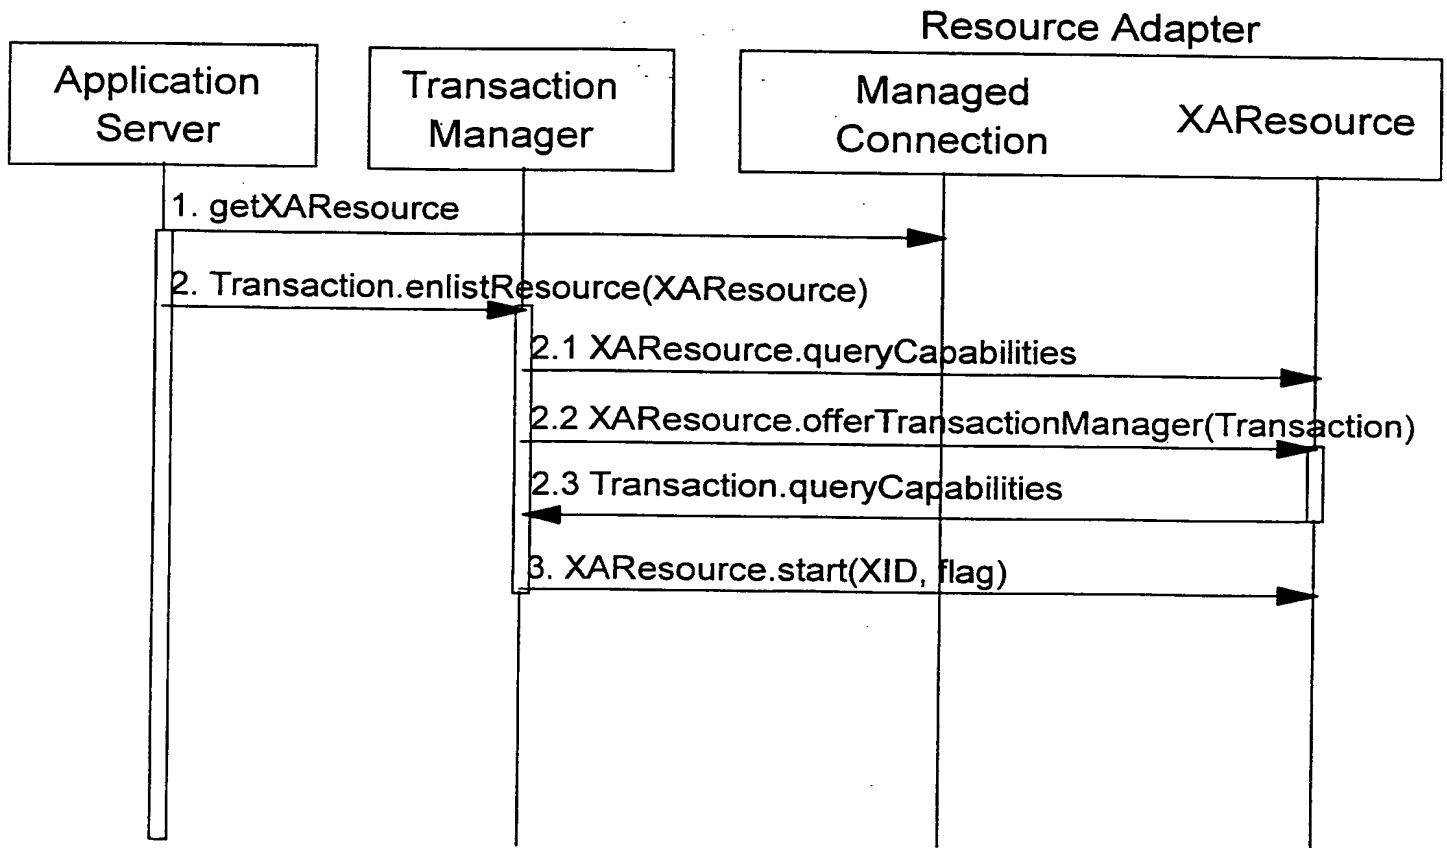 Resource Adapter
Application
Server
Transaction
Manager
Managed
Connection
XAResource
1. getXAResource
2. Transaction.enlistResource(XAResource)
2.1 XAResource.queryCapabilities
2.2 XAResource.offerTransactionManager(Transaction)
2.3 Transaction.queryCapabilities
3. XAResource.start(XID, flag)